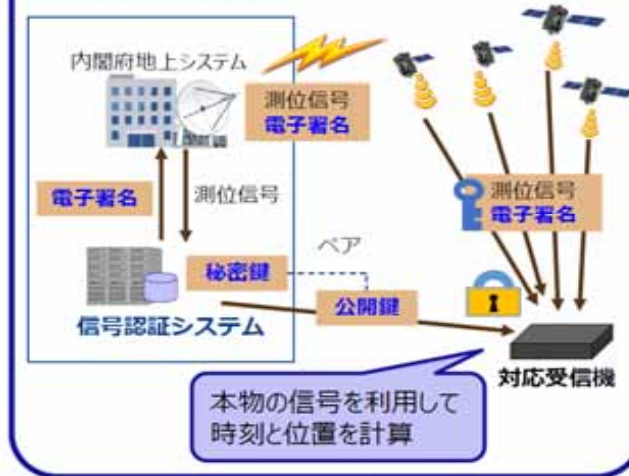 内閣府地上システム
測位信号
電子署名
測位信号
電子署名
電子署名
測位信号
ペア
秘密鍵
公開鍵
信号認証システム
対応受信機
本物の信号を利用して
時刻と位置を計算